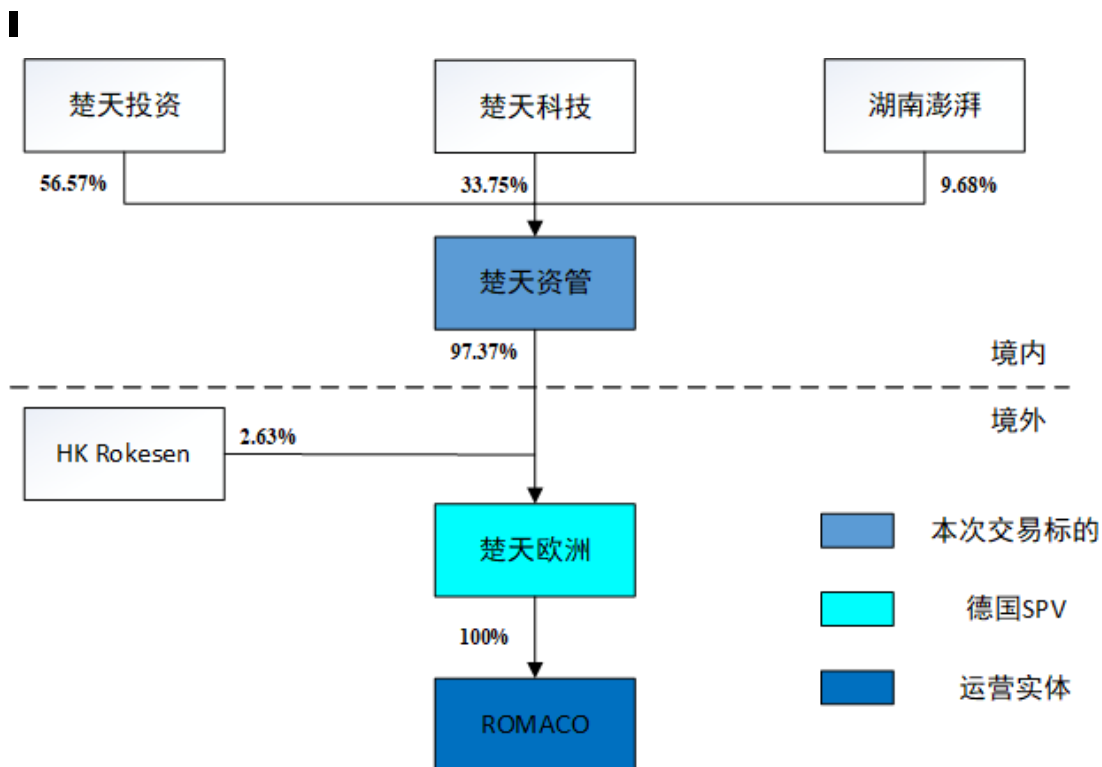 楚天投资
楚天科技
湖南澎湃
56.57%
33.75%
9.68%
楚天资管
97.37%
境内
境外
HK Rokesen
2.63%
楚天欧洲
本次交易标的
德国SPV
100%
运营实体
ROMACO